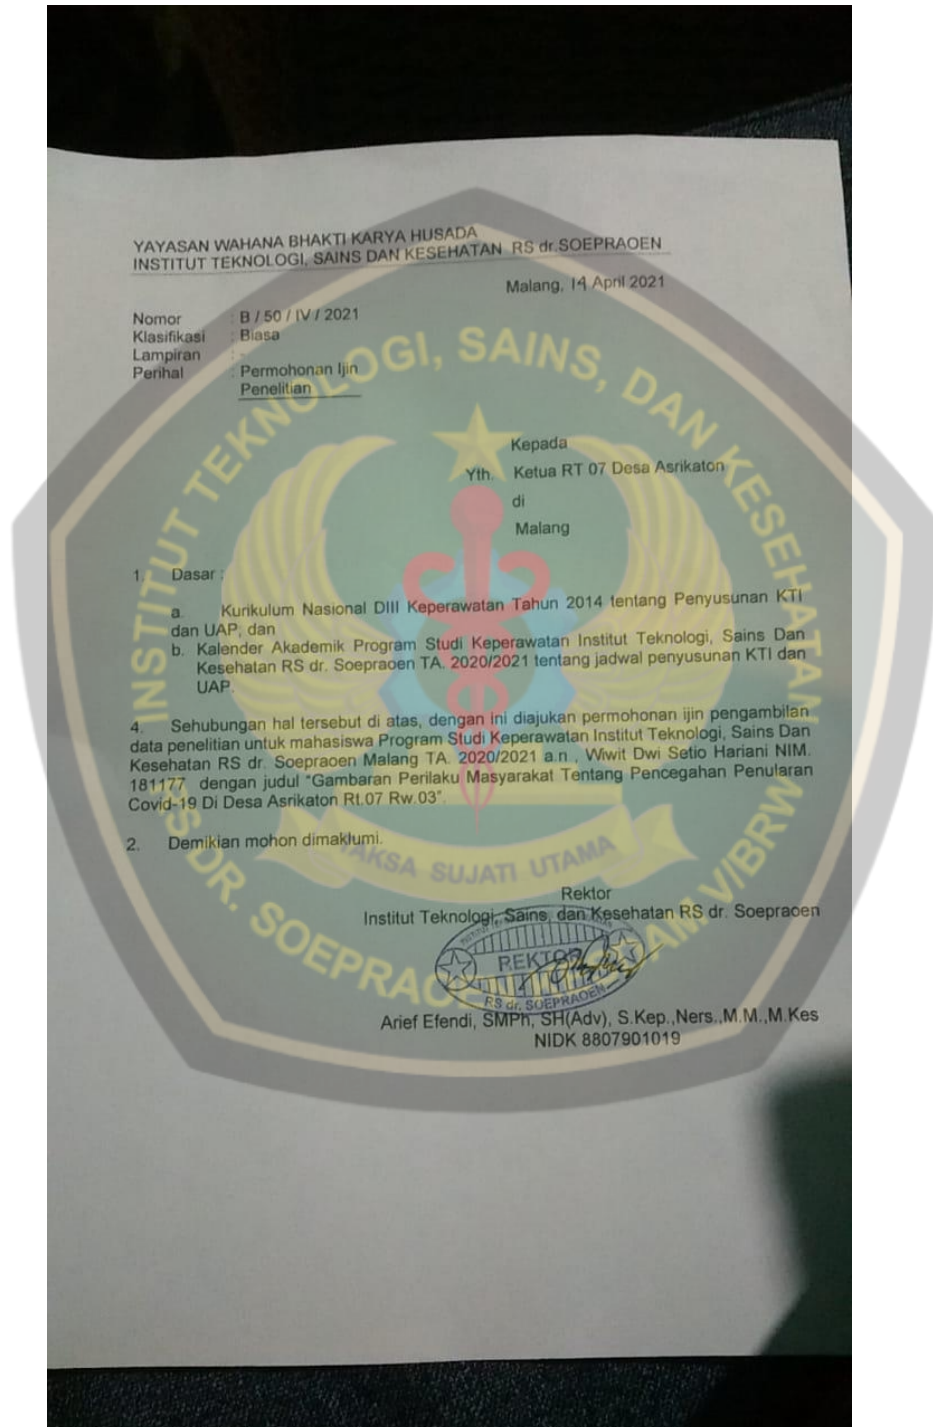 YAYASAN WAHANA BHAKTI KARYA HUSADA
INSTITUT TEKNOLOGI, SAINS DAN KESEHATAN RS dr.SOEPRAOEN
Malang, 14 April 2021
Nomor : B / 50 / IV / 2021
Klasifikasi : Biasa
Lampiran : -
Perihal : Permohonan Ijin
Penelitian
Kepada
Yth. Ketua RT 07 Desa Asrikaton
di
Malang
1. Dasar :
a. Kurikulum Nasional DIII Keperawatan Tahun 2014 tentang Penyusunan KTI
dan UAP, dan
b. Kalender Akademik Program Studi Keperawatan Institut Teknologi, Sains Dan
Kesehatan RS dr. Soepraoen TA. 2020/2021 tentang jadwal penyusunan KTI dan
UAP.
4. Sehubungan hal tersebut di atas, dengan ini diajukan permohonan ijin pengambilan
data penelitian untuk mahasiswa Program Studi Keperawatan Institut Teknologi, Sains Dan
Kesehatan RS dr. Soepraoen Malang TA. 2020/2021 a.n., Wiwit Dwi Setio Hariani NIM.
181177 dengan judul "Gambaran Perilaku Masyarakat Tentang Pencegahan Penularan
Covid-19 Di Desa Asrikaton Rt.07 Rw.03".
2. Demikian mohon dimaklumi.
Rektor
Institut Teknologi, Sains, dan Kesehatan RS dr. Soepraoen
REKTOR
RS dr. SOEPRAOEN
Arief Efendi, SMPh, SH(Adv), S.Kep.,Ners.,M.M.,M.Kes
NIDK 8807901019
INSTITUT TEKNOLOGI, SAINS, DAN KESEHATAN
RS DR. SOEPRAOEN KESDAM V/BRW
WAKSA SUJATI UTAMA